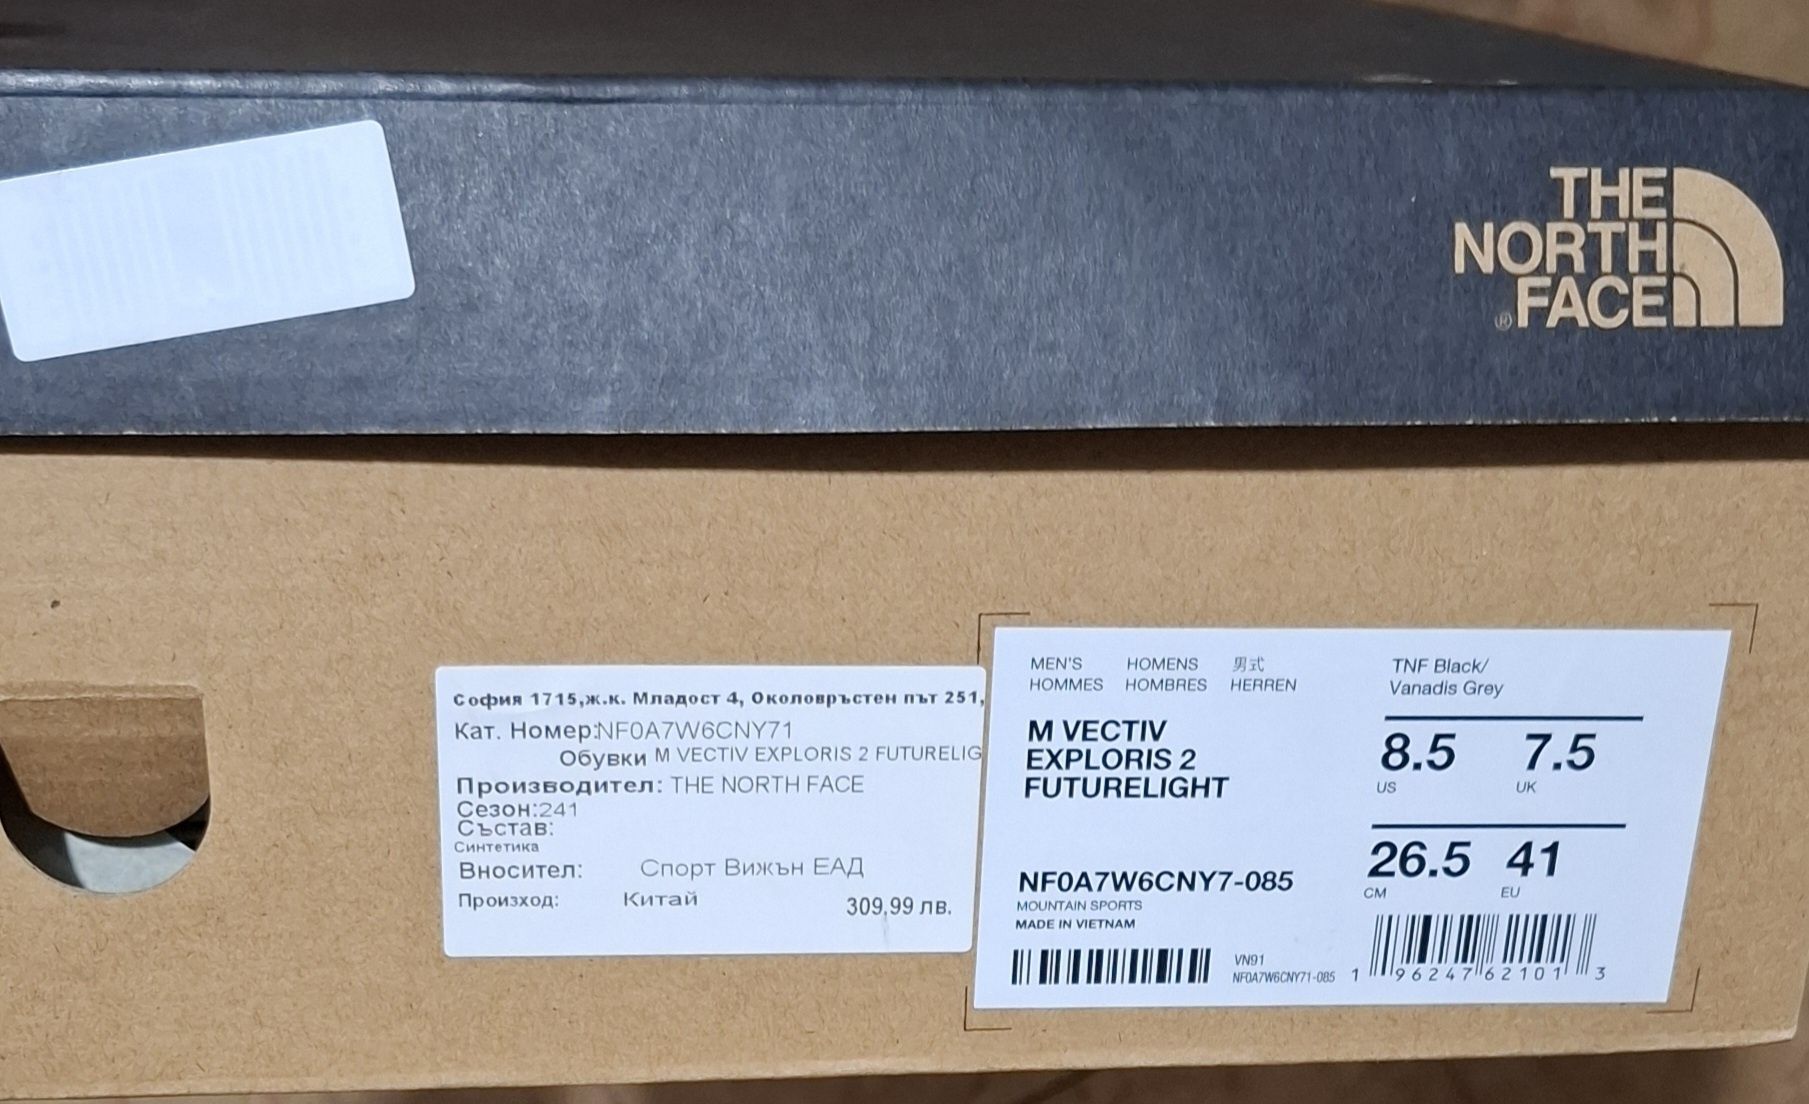 THE
NORTH
FACE
®
София 1715,ж.к. Младост 4, Околовръстен път 251,
Кат. Номер:NF0A7W6CNY71
Обувки M VECTIV EXPLORIS 2 FUTURELIG
Производител: THE NORTH FACE
Сезон:241
Състав:
Синтетика
Вносител: Спорт Вижън ЕАД
Произход: Китай
309,99 лв.
MEN'S HOMENS 男式
HOMMES HOMBRES HERREN
M VECTIV
EXPLORIS 2
FUTURELIGHT
NF0A7W6CNY7-085
MOUNTAIN SPORTS
MADE IN VIETNAM
VN91
NF0A7W6CNY71-085
TNF Black/
Vanadis Grey
8.5 7.5
US UK
26.5 41
CM EU
1 96247 62101 3